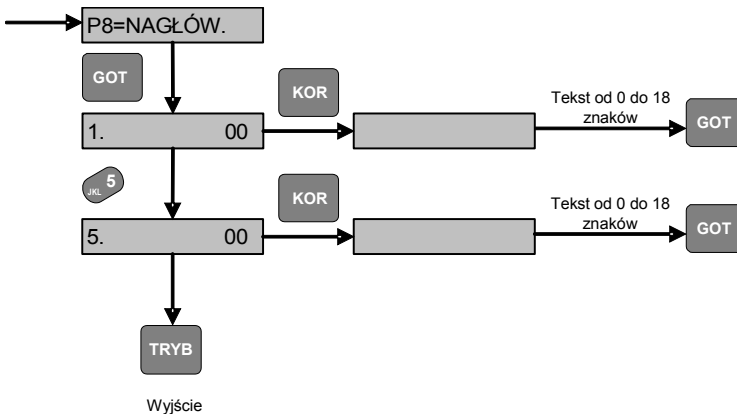 P8=NAGŁÓW.
GOT
KOR
Tekst od 0 do 18
znaków
GOT
1. 00
JKL 5
KOR
Tekst od 0 do 18
znaków
GOT
5. 00
TRYB
Wyjście